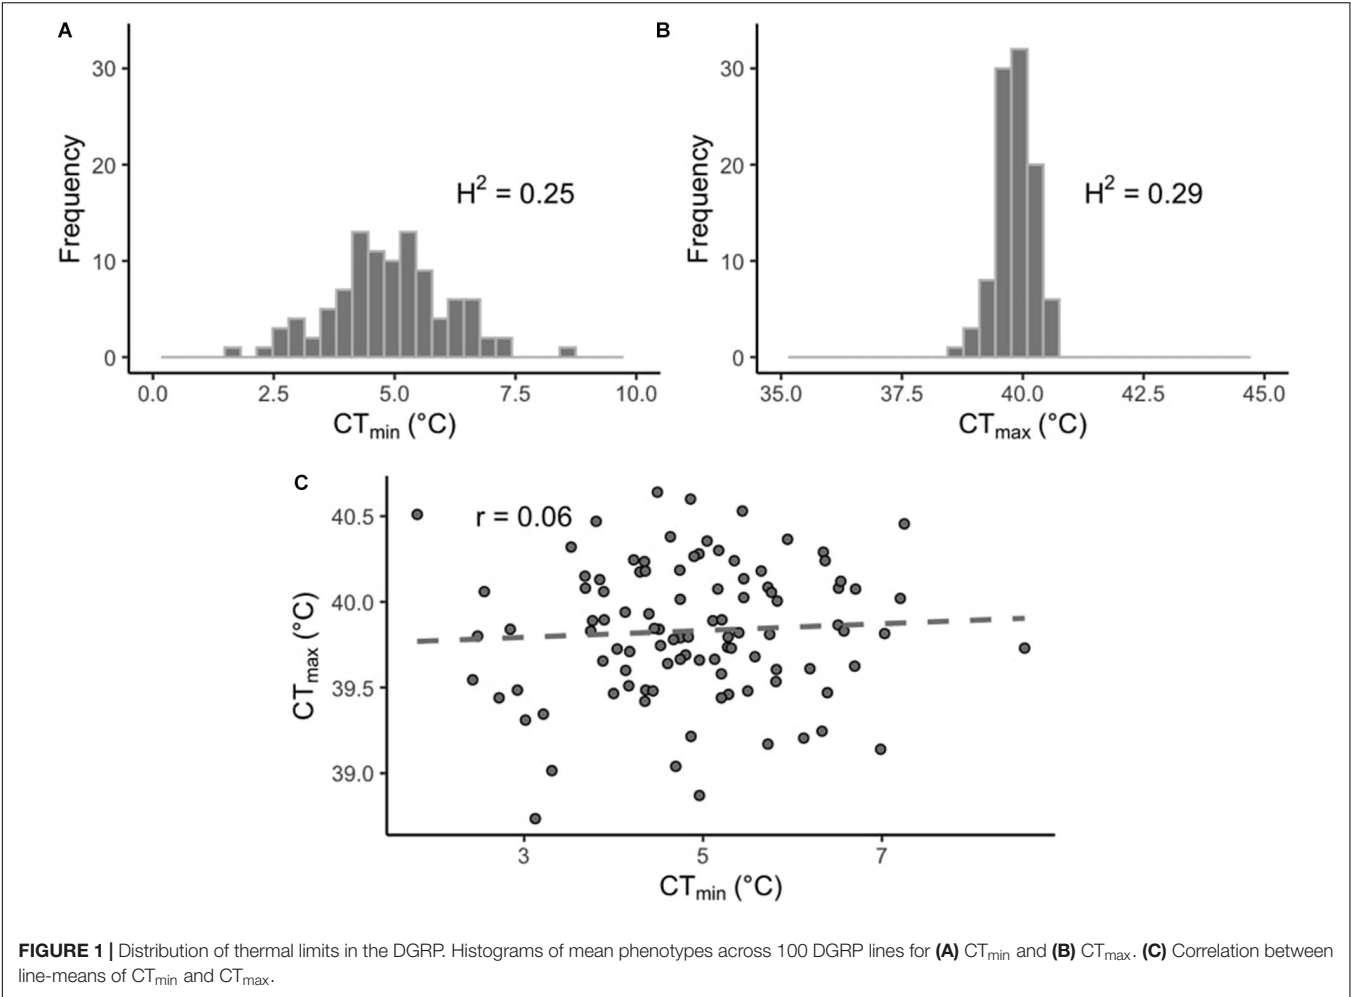 A
Frequency
30
20
10
0
H² = 0.25
0.0 2.5 5.0 7.5 10.0
CTmin (°C)
B
Frequency
30
20
10
0
H² = 0.29
35.0 37.5 40.0 42.5 45.0
CTmax (°C)
C
CTmax (°C)
40.5
40.0
39.5
39.0
r = 0.06
3 5 7
CTmin (°C)
FIGURE 1 | Distribution of thermal limits in the DGRP. Histograms of mean phenotypes across 100 DGRP lines for (A) CTmin and (B) CTmax. (C) Correlation between
line-means of CTmin and CTmax.